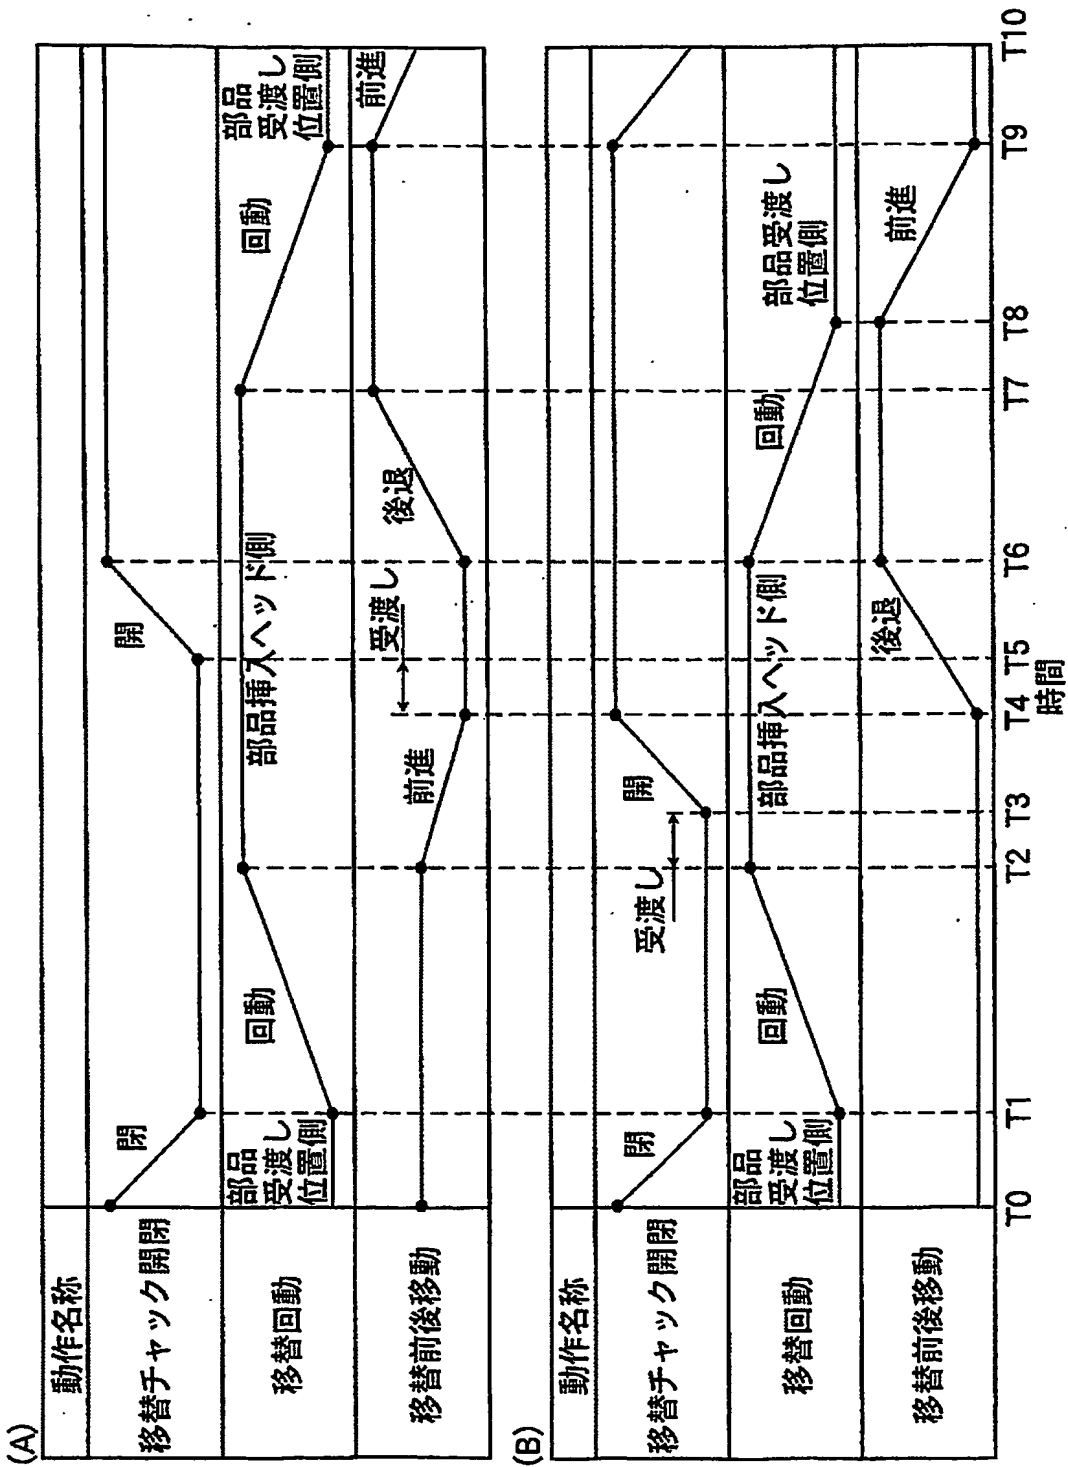 (A)
動作名称
移替チャック開閉
閉
開
移替回動
部品
受渡し
位置側
回動
部品挿入ヘッド側
回動
部品
受渡し
位置側
移替前後移動
前進
受渡し
後退
前進
(B)
動作名称
移替チャック開閉
閉
受渡し
開
移替回動
部品
受渡し
位置側
回動
部品挿入ヘッド側
回動
部品受渡し
位置側
移替前後移動
後退
前進
T0 T1 T2 T3 T4 T5 T6 T7 T8 T9 T10
時間